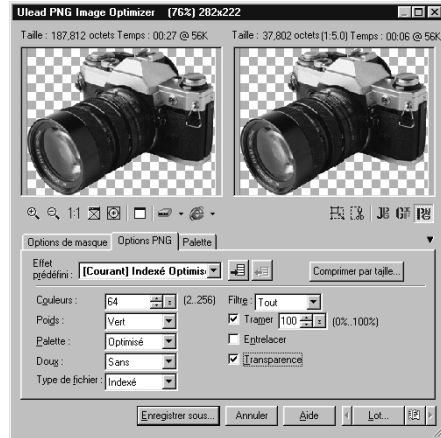 Ulead PNG Image Optimizer (76%) 282x222
Taille : 187,812 octets Temps : 00:27 @ 56K
Taille : 37,802 octets (1:5.0) Temps : 00:06 @ 56K
1:1
Options de masque Options PNG Palette
Effet prédéfini : [Courant] Indexé Optimis Comprimer par taille...
Couleurs : 64 (2..256) Filtre : Tout
Poids : Vert Tramer 100 (0%..100%)
Palette : Optimisé Entrelacer
Doux : Sans Transparence
Type de fichier : Indexé
Enregistrer sous... Annuler Aide Lot...